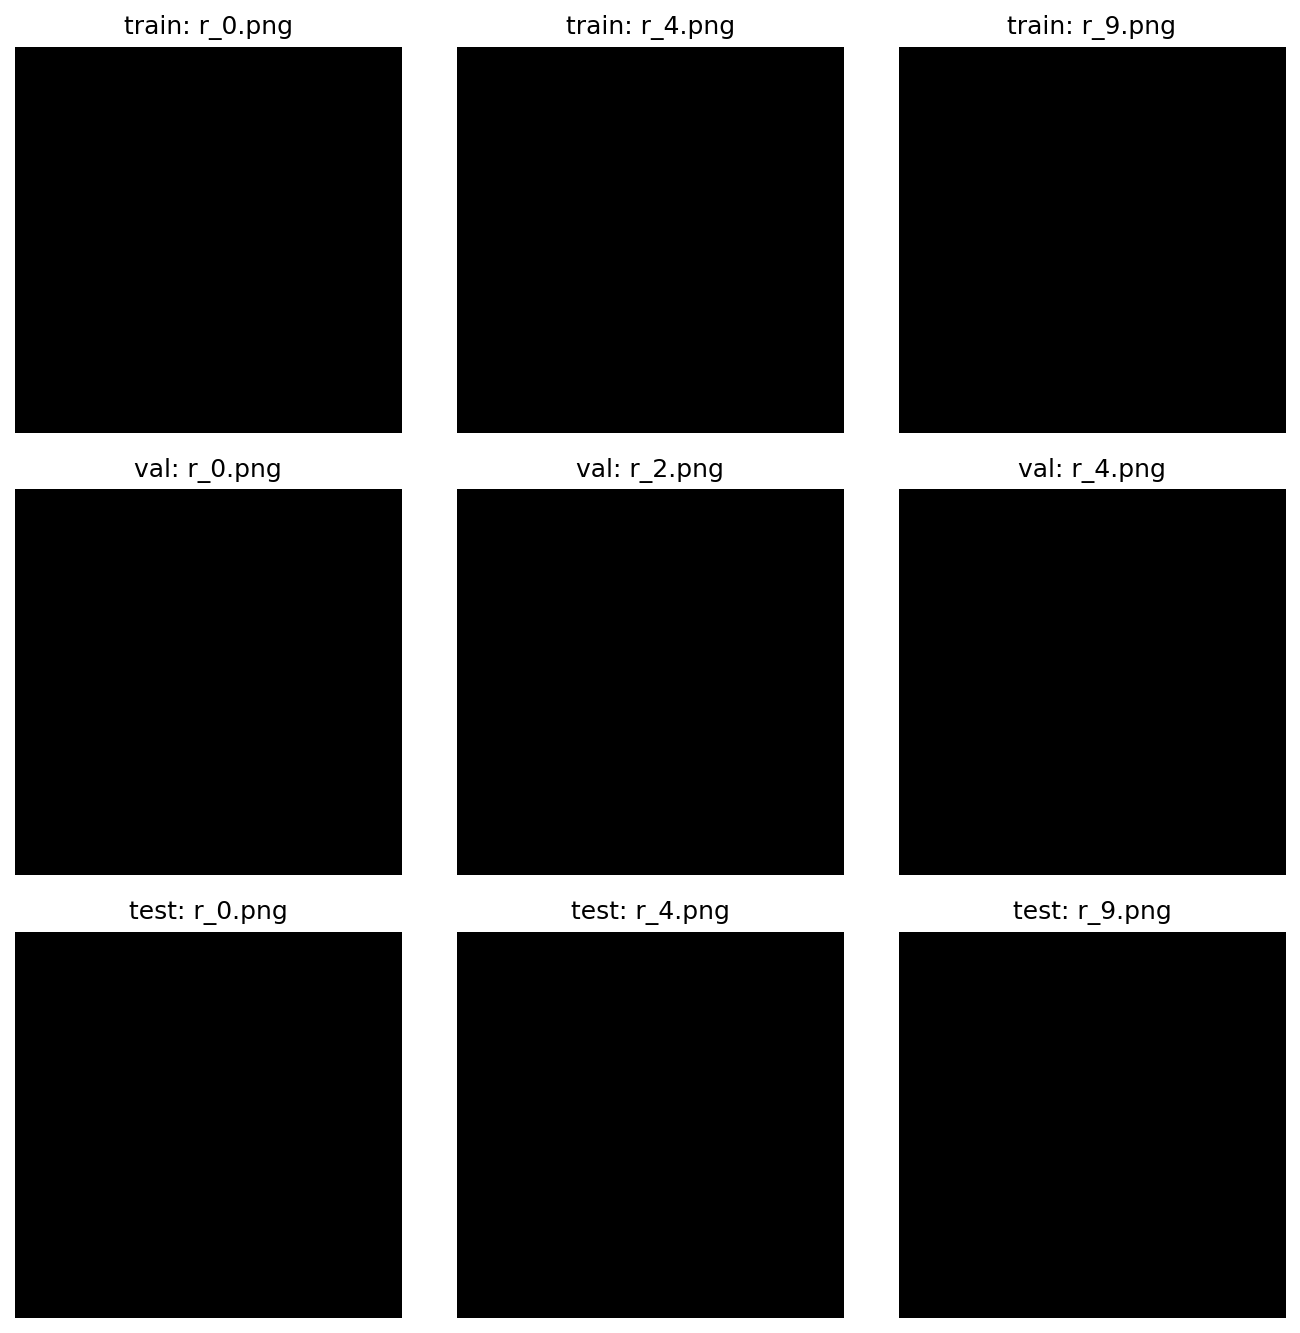 train: r_0.png
train: r_4.png
train: r_9.png
val: r_0.png
val: r_2.png
val: r_4.png
test: r_0.png
test: r_4.png
test: r_9.png